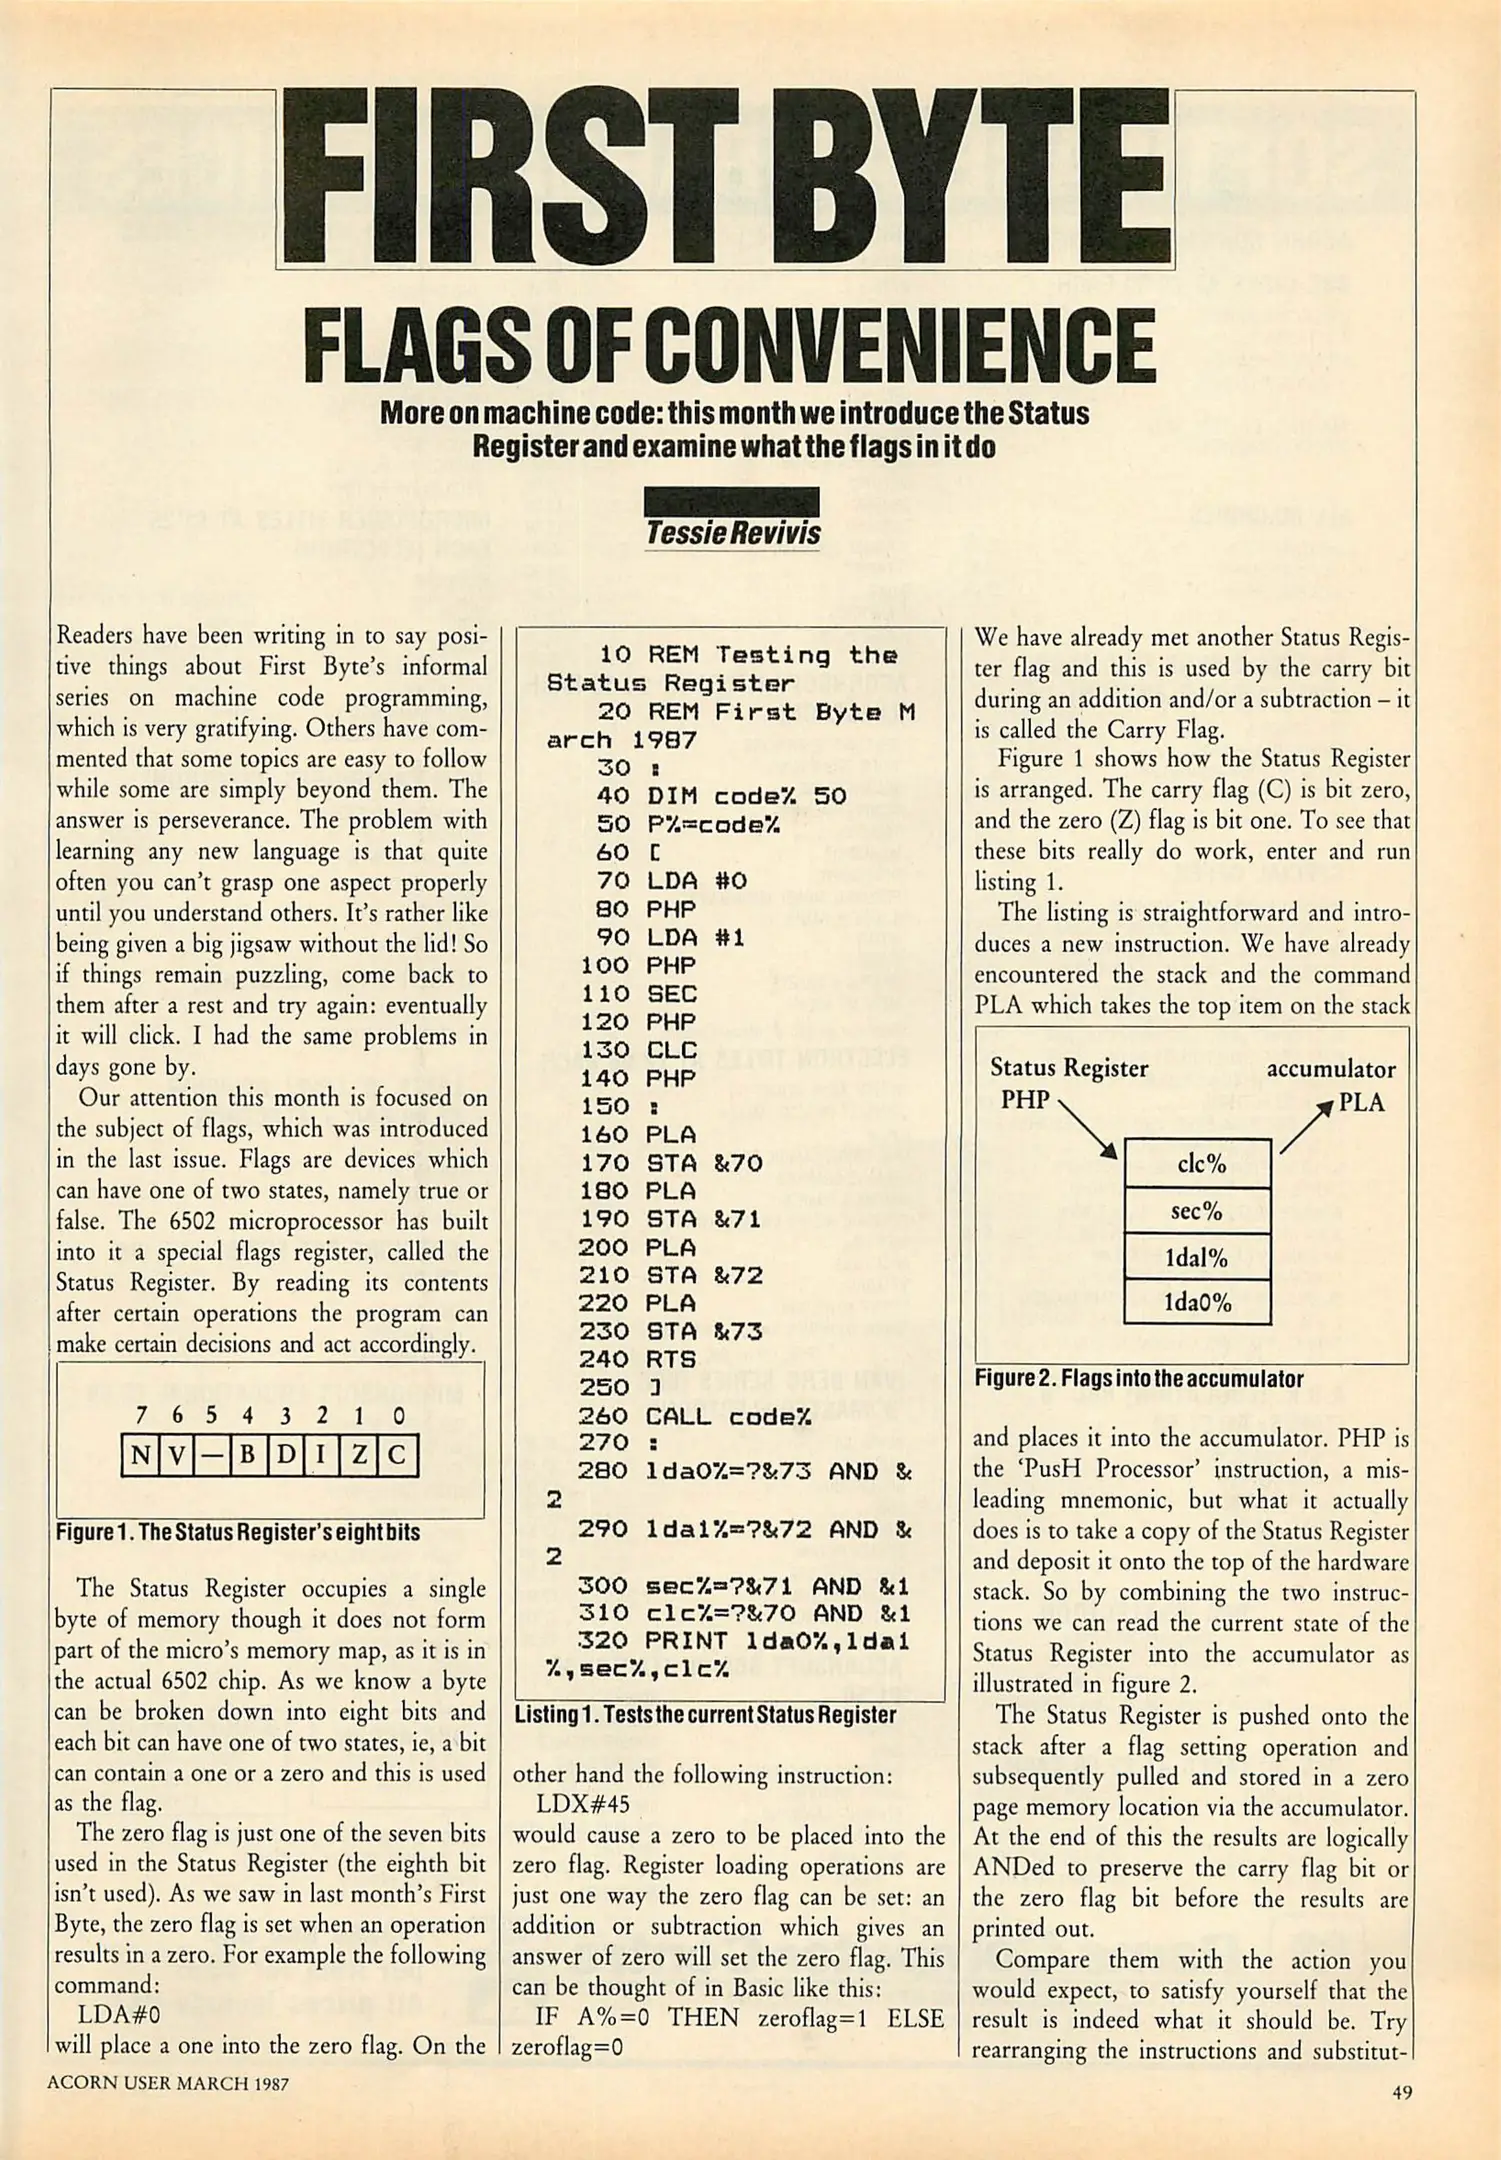 FIRST BYTE
FLAGS OF CONVENIENCE
More on machine code: this month we introduce the Status
Register and examine what the flags in it do
Tessie Revivis
Readers have been writing in to say posi-
tive things about First Byte's informal
series on machine code programming,
which is very gratifying. Others have com-
mented that some topics are easy to follow
while some are simply beyond them. The
answer is perseverance. The problem with
learning any new language is that quite
often you can't grasp one aspect properly
until you understand others. It's rather like
being given a big jigsaw without the lid! So
if things remain puzzling, come back to
them after a rest and try again: eventually
it will click. I had the same problems in
days gone by.
Our attention this month is focused on
the subject of flags, which was introduced
in the last issue. Flags are devices which
can have one of two states, namely true or
false. The 6502 microprocessor has built
into it a special flags register, called the
Status Register. By reading its contents
after certain operations the program can
make certain decisions and act accordingly.
7 6 5 4 3 2 1 0
N V — B D I Z C
Figure 1. The Status Register's eight bits
The Status Register occupies a single
byte of memory though it does not form
part of the micro's memory map, as it is in
the actual 6502 chip. As we know a byte
can be broken down into eight bits and
each bit can have one of two states, ie, a bit
can contain a one or a zero and this is used
as the flag.
The zero flag is just one of the seven bits
used in the Status Register (the eighth bit
isn't used). As we saw in last month's First
Byte, the zero flag is set when an operation
results in a zero. For example the following
command:
LDA#0
will place a one into the zero flag. On the
10 REM Testing the
Status Register
20 REM First Byte M
arch 1987
30 :
40 DIM code% 50
50 P%=code%
60 [
70 LDA #0
80 PHP
90 LDA #1
100 PHP
110 SEC
120 PHP
130 CLC
140 PHP
150 :
160 PLA
170 STA &70
180 PLA
190 STA &71
200 PLA
210 STA &72
220 PLA
230 STA &73
240 RTS
250 ]
260 CALL code%
270 :
280 lda0%=?&73 AND &
2
290 lda1%=?&72 AND &
2
300 sec%=?&71 AND &1
310 clc%=?&70 AND &1
320 PRINT lda0%,lda1
%,sec%,clc%
Listing 1. Tests the current Status Register
other hand the following instruction:
LDX#45
would cause a zero to be placed into the
zero flag. Register loading operations are
just one way the zero flag can be set: an
addition or subtraction which gives an
answer of zero will set the zero flag. This
can be thought of in Basic like this:
IF A%=0 THEN zeroflag=1 ELSE
zeroflag=0
We have already met another Status Regis-
ter flag and this is used by the carry bit
during an addition and/or a subtraction – it
is called the Carry Flag.
Figure 1 shows how the Status Register
is arranged. The carry flag (C) is bit zero,
and the zero (Z) flag is bit one. To see that
these bits really do work, enter and run
listing 1.
The listing is straightforward and intro-
duces a new instruction. We have already
encountered the stack and the command
PLA which takes the top item on the stack
Status Register accumulator
PHP PLA
clc%
sec%
1dal%
1da0%
Figure 2. Flags into the accumulator
and places it into the accumulator. PHP is
the 'PusH Processor' instruction, a mis-
leading mnemonic, but what it actually
does is to take a copy of the Status Register
and deposit it onto the top of the hardware
stack. So by combining the two instruc-
tions we can read the current state of the
Status Register into the accumulator as
illustrated in figure 2.
The Status Register is pushed onto the
stack after a flag setting operation and
subsequently pulled and stored in a zero
page memory location via the accumulator.
At the end of this the results are logically
ANDed to preserve the carry flag bit or
the zero flag bit before the results are
printed out.
Compare them with the action you
would expect, to satisfy yourself that the
result is indeed what it should be. Try
rearranging the instructions and substitut-
ACORN USER MARCH 1987
49